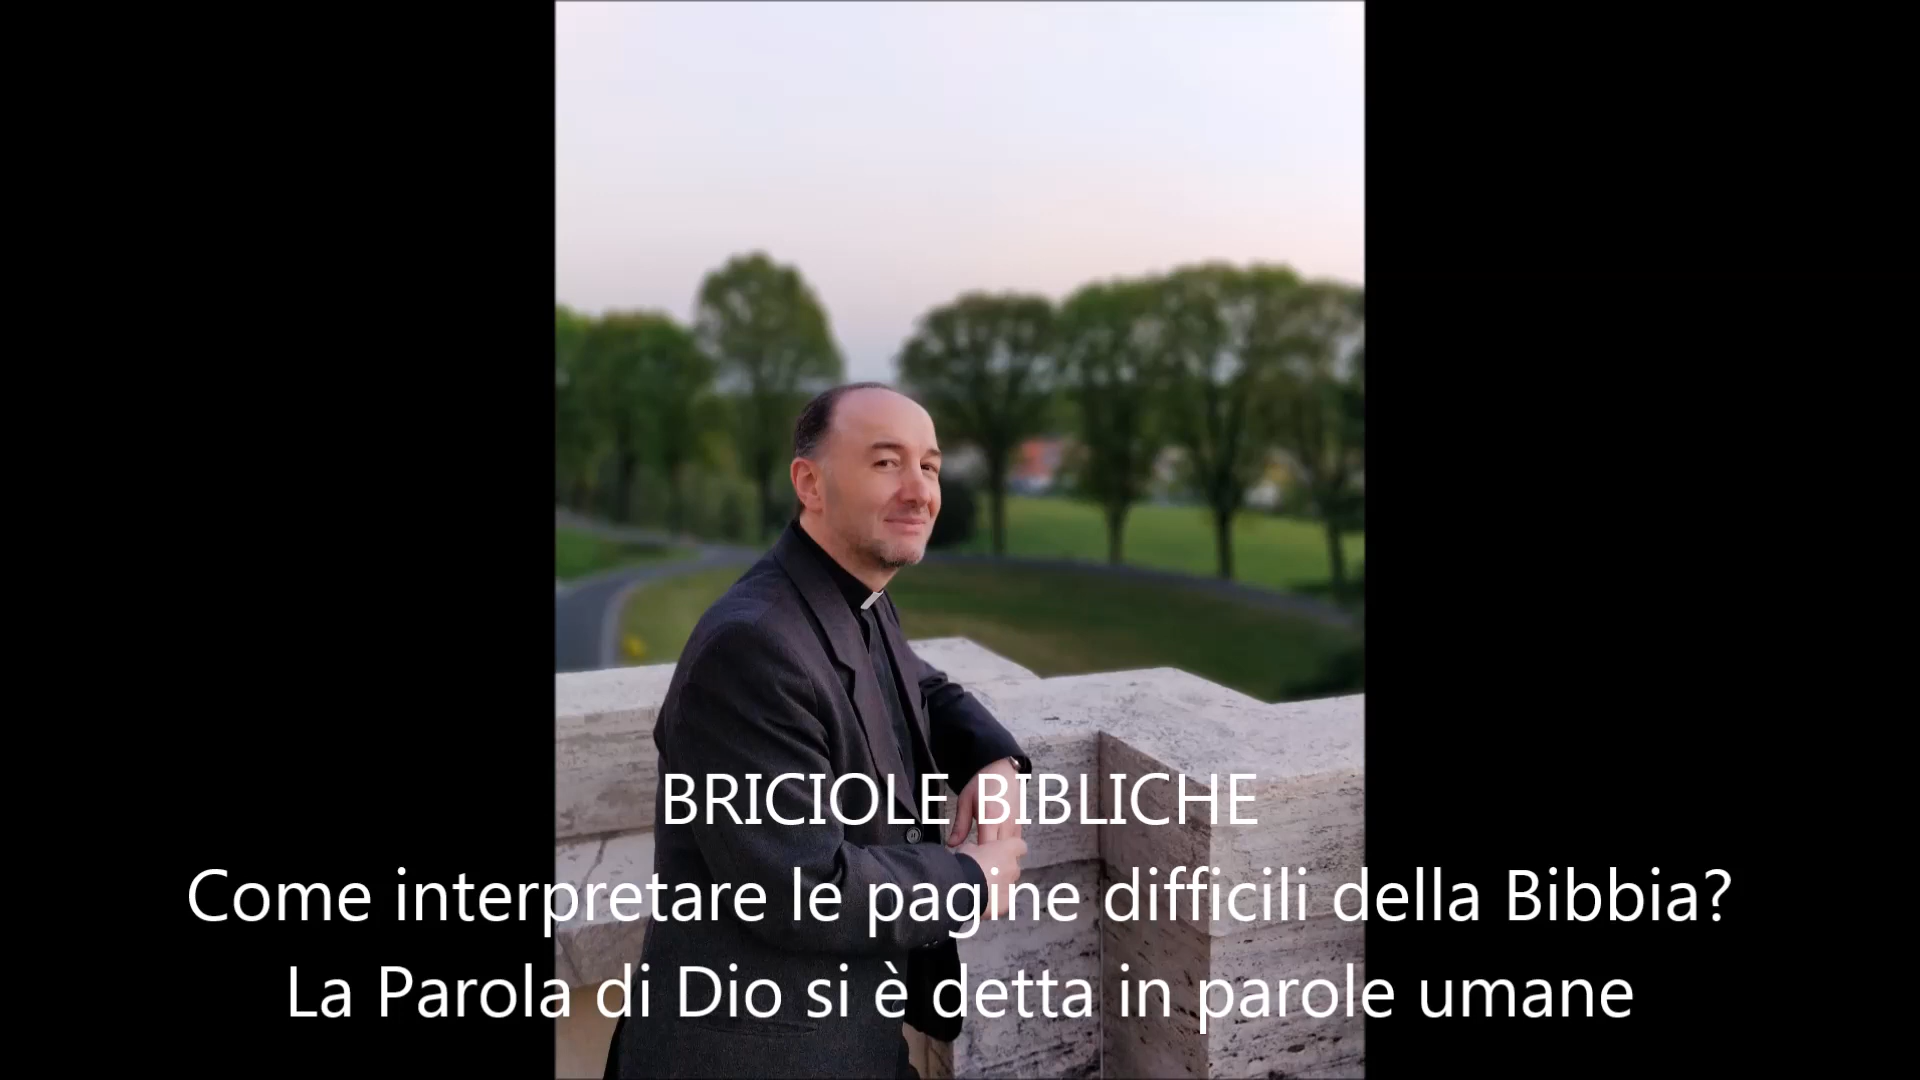 BRICIOLE BIBLICHE
Come interpretare le pagine difficili della Bibbia?
La Parola di Dio si è detta in parole umane